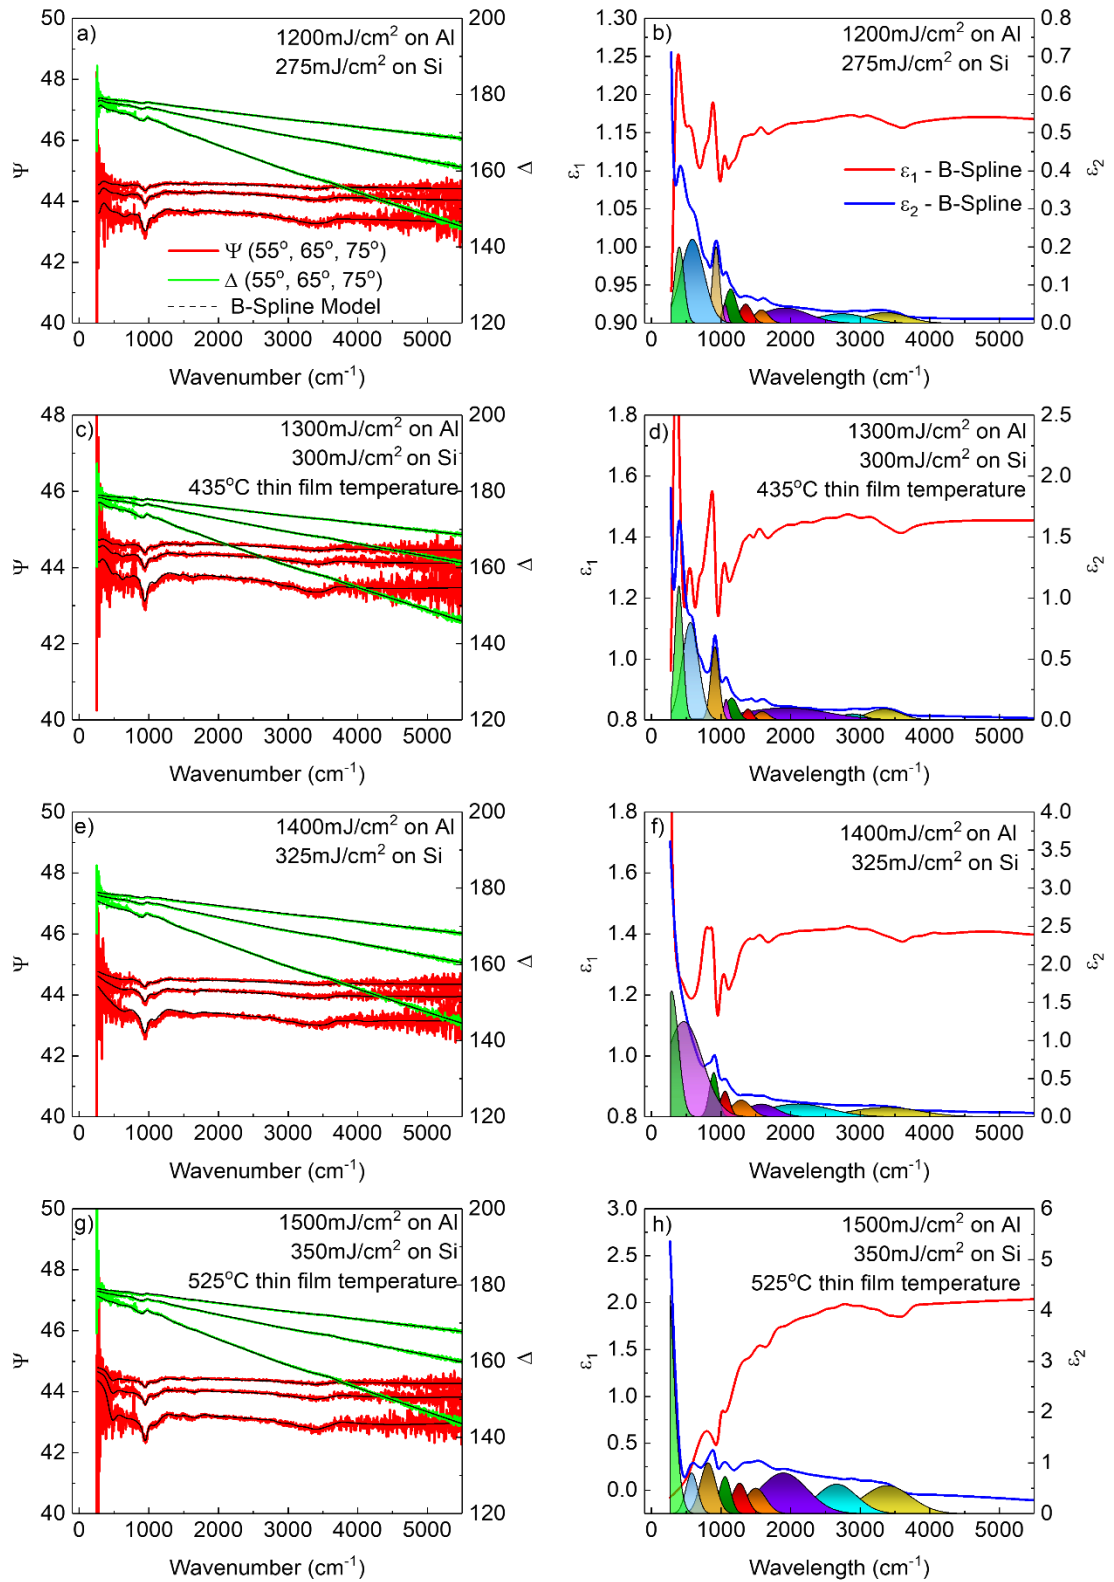 a)
1200mJ/cm² on Al
275mJ/cm² on Si
50
48
46
44
42
40
Ψ
200
180
160
140
120
Δ
Ψ (55°, 65°, 75°)
Δ (55°, 65°, 75°)
B-Spline Model
0 1000 2000 3000 4000 5000
Wavenumber (cm⁻¹)
b)
1200mJ/cm² on Al
275mJ/cm² on Si
1.30
1.25
1.20
1.15
1.10
1.05
1.00
0.95
0.90
ε₁
0.8
0.7
0.6
0.5
0.4
0.3
0.2
0.1
0.0
ε₂
ε₁ - B-Spline
ε₂ - B-Spline
0 1000 2000 3000 4000 5000
Wavelength (cm⁻¹)
c)
1300mJ/cm² on Al
300mJ/cm² on Si
435°C thin film temperature
48
46
44
42
40
Ψ
200
180
160
140
120
Δ
0 1000 2000 3000 4000 5000
Wavenumber (cm⁻¹)
d)
1300mJ/cm² on Al
300mJ/cm² on Si
435°C thin film temperature
1.8
1.6
1.4
1.2
1.0
0.8
ε₁
2.5
2.0
1.5
1.0
0.5
0.0
ε₂
0 1000 2000 3000 4000 5000
Wavelength (cm⁻¹)
e)
1400mJ/cm² on Al
325mJ/cm² on Si
50
48
46
44
42
40
Ψ
200
180
160
140
120
Δ
0 1000 2000 3000 4000 5000
Wavenumber (cm⁻¹)
f)
1400mJ/cm² on Al
325mJ/cm² on Si
1.8
1.6
1.4
1.2
1.0
0.8
ε₁
4.0
3.5
3.0
2.5
2.0
1.5
1.0
0.5
0.0
ε₂
0 1000 2000 3000 4000 5000
Wavelength (cm⁻¹)
g)
1500mJ/cm² on Al
350mJ/cm² on Si
525°C thin film temperature
50
48
46
44
42
40
Ψ
200
180
160
140
120
Δ
0 1000 2000 3000 4000 5000
Wavenumber (cm⁻¹)
h)
1500mJ/cm² on Al
350mJ/cm² on Si
525°C thin film temperature
3.0
2.5
2.0
1.5
1.0
0.5
0.0
ε₁
6
5
4
3
2
1
0
ε₂
0 1000 2000 3000 4000 5000
Wavelength (cm⁻¹)